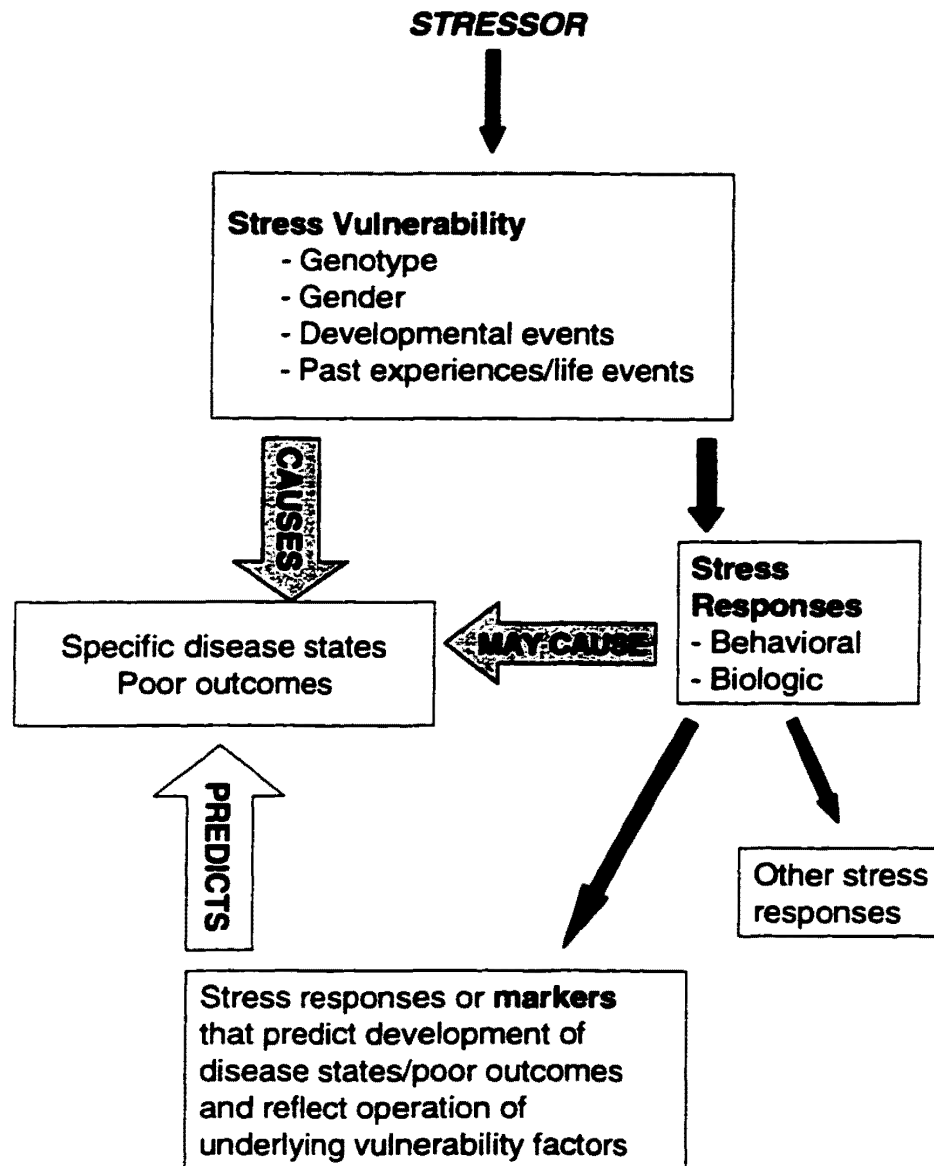 STRESSOR
Stress Vulnerability
- Genotype
- Gender
- Developmental events
- Past experiences/life events
CAUSES
Stress
Responses
- Behavioral
- Biologic
MAY CAUSE
Specific disease states
Poor outcomes
PREDICTS
Other stress
responses
Stress responses or markers
that predict development of
disease states/poor outcomes
and reflect operation of
underlying vulnerability factors